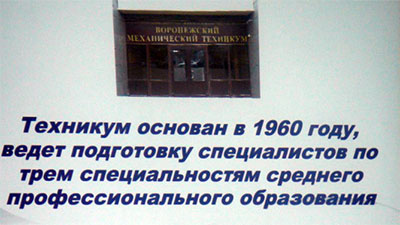 ВОРОНЕЖСКИЙ
МЕХАНИЧЕСКИЙ ТЕХНИКУМ
Техникум основан в 1960 году,
ведет подготовку специалистов по
трем специальностям среднего
профессионального образования